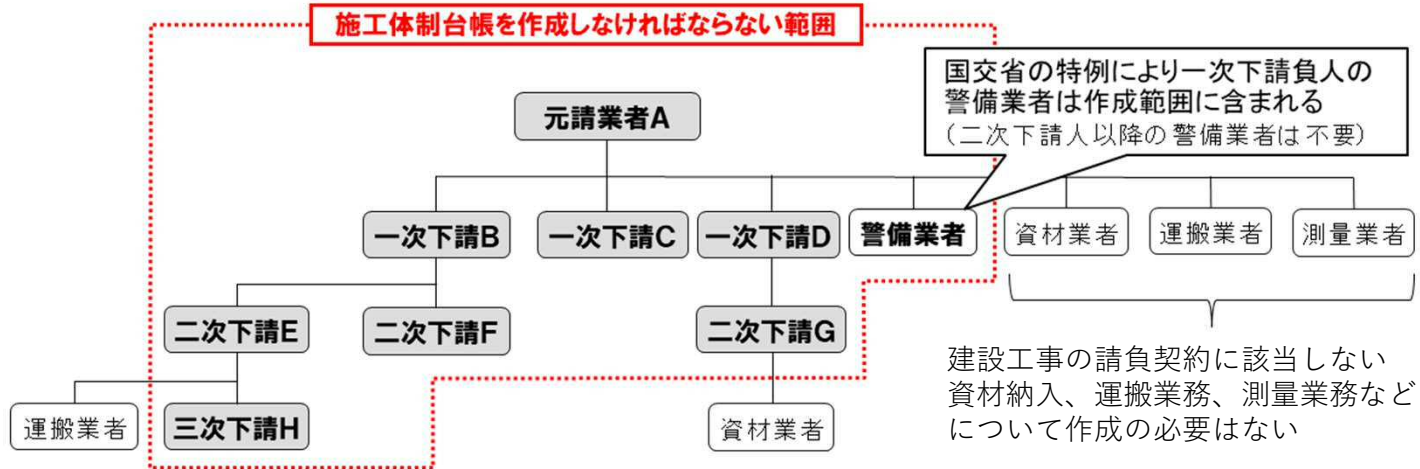 施工体制台帳を作成しなければならない範囲
国交省の特例により一次下請負人の
警備業者は作成範囲に含まれる
（二次下請人以降の警備業者は不要）
元請業者A
一次下請B
一次下請C
一次下請D
警備業者
資材業者
運搬業者
測量業者
二次下請E
二次下請F
二次下請G
建設工事の請負契約に該当しない
資材納入、運搬業務、測量業務など
について作成の必要はない
運搬業者
三次下請H
資材業者